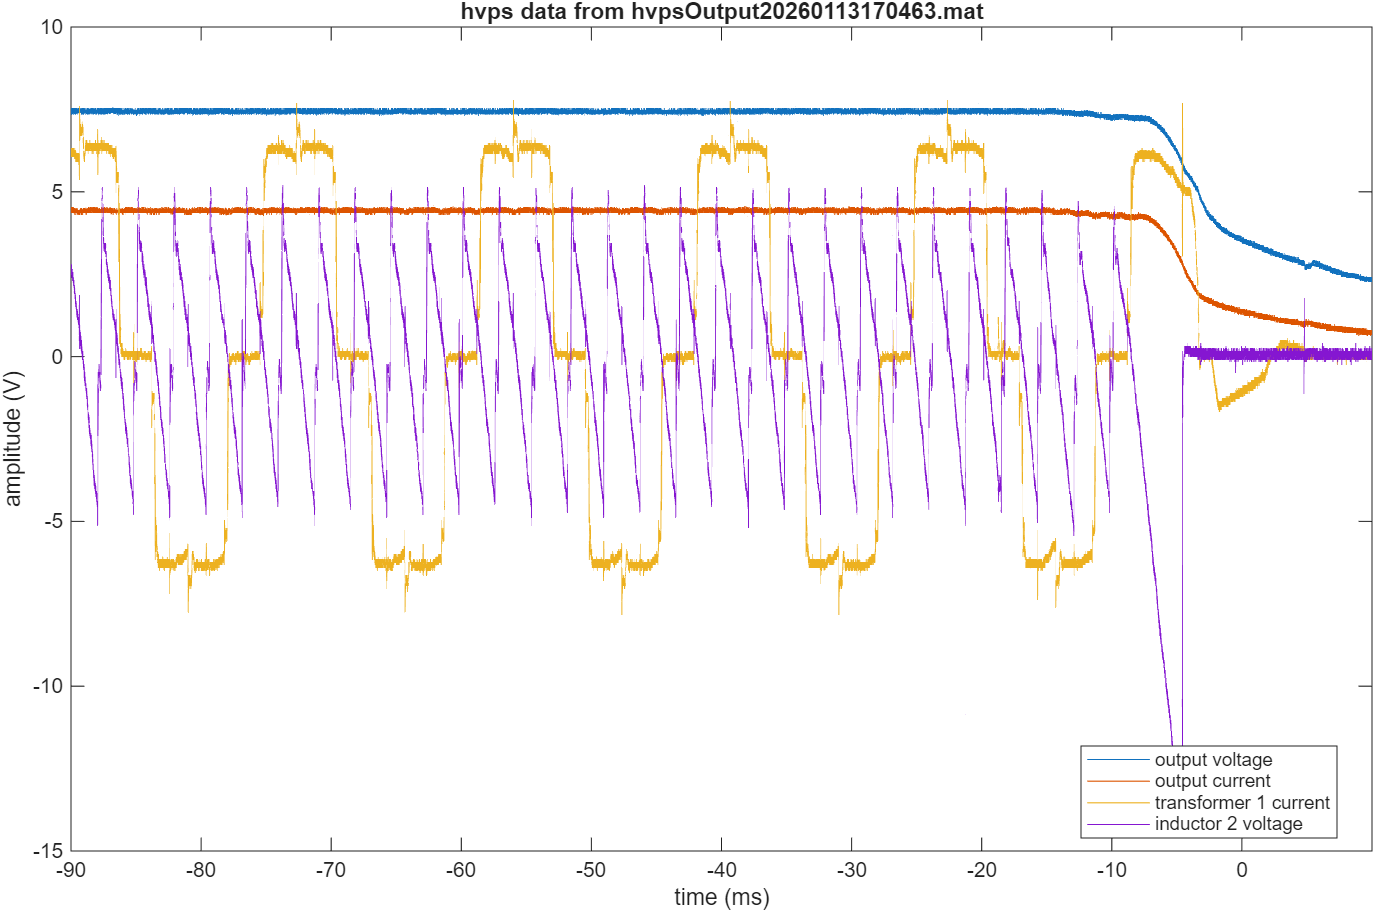 hvps data from hvpsOutput20260113170463.mat
10
5
0
-5
-10
-15
amplitude (V)
-90
-80
-70
-60
-50
-40
-30
-20
-10
0
time (ms)
output voltage
output current
transformer 1 current
inductor 2 voltage